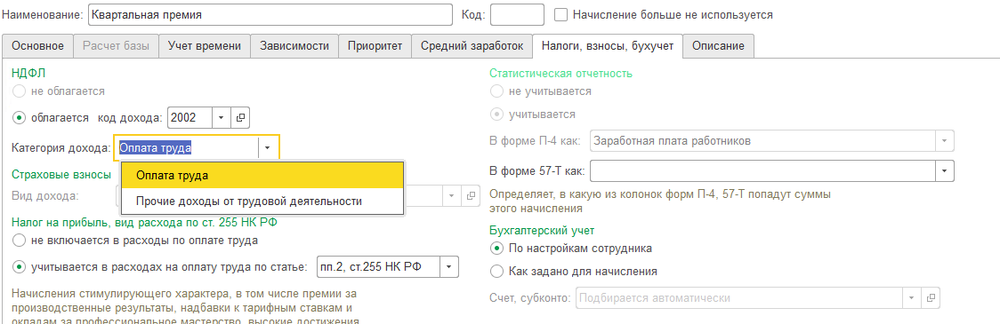 Наименование: Квартальная премия Код: Начисление больше не используется
Основное Расчет базы Учет времени Зависимости Приоритет Средний заработок Налоги, взносы, бухучет Описание
НДФЛ
не облагается
облагается код дохода: 2002
Категория дохода: Оплата труда
Оплата труда
Прочие доходы от трудовой деятельности
Страховые взносы
Вид дохода:
Налог на прибыль, вид расхода по ст. 255 НК РФ
не включается в расходы по оплате труда
учитывается в расходах на оплату труда по статье: пп.2, ст.255 НК РФ
Начисления стимулирующего характера, в том числе премии за
производственные результаты, надбавки к тарифным ставкам и
окладам за профессиональное мастерство, высокие достижения
Статистическая отчетность
не учитывается
учитывается
В форме П-4 как: Заработная плата работников
В форме 57-Т как:
Определяет, в какую из колонок форм П-4, 57-Т попадут суммы
этого начисления
Бухгалтерский учет
По настройкам сотрудника
Как задано для начисления
Счет, субконто: Подбирается автоматически